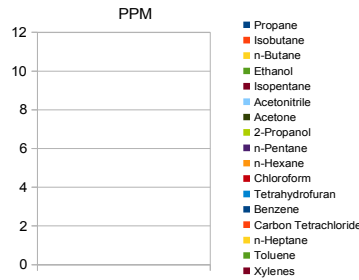 PPM
12
10
8
6
4
2
0
Propane
Isobutane
n-Butane
Ethanol
Isopentane
Acetonitrile
Acetone
2-Propanol
n-Pentane
n-Hexane
Chloroform
Tetrahydrofuran
Benzene
Carbon Tetrachloride
n-Heptane
Toluene
Xylenes